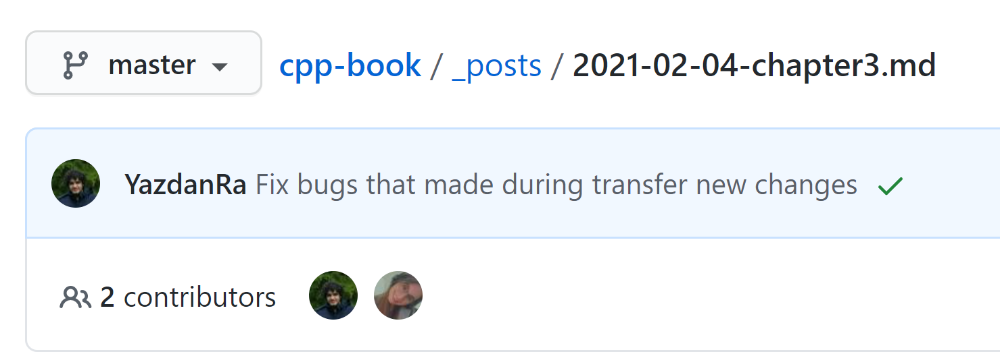 master cpp-book / _posts / 2021-02-04-chapter3.md
YazdanRa Fix bugs that made during transfer new changes
2 contributors